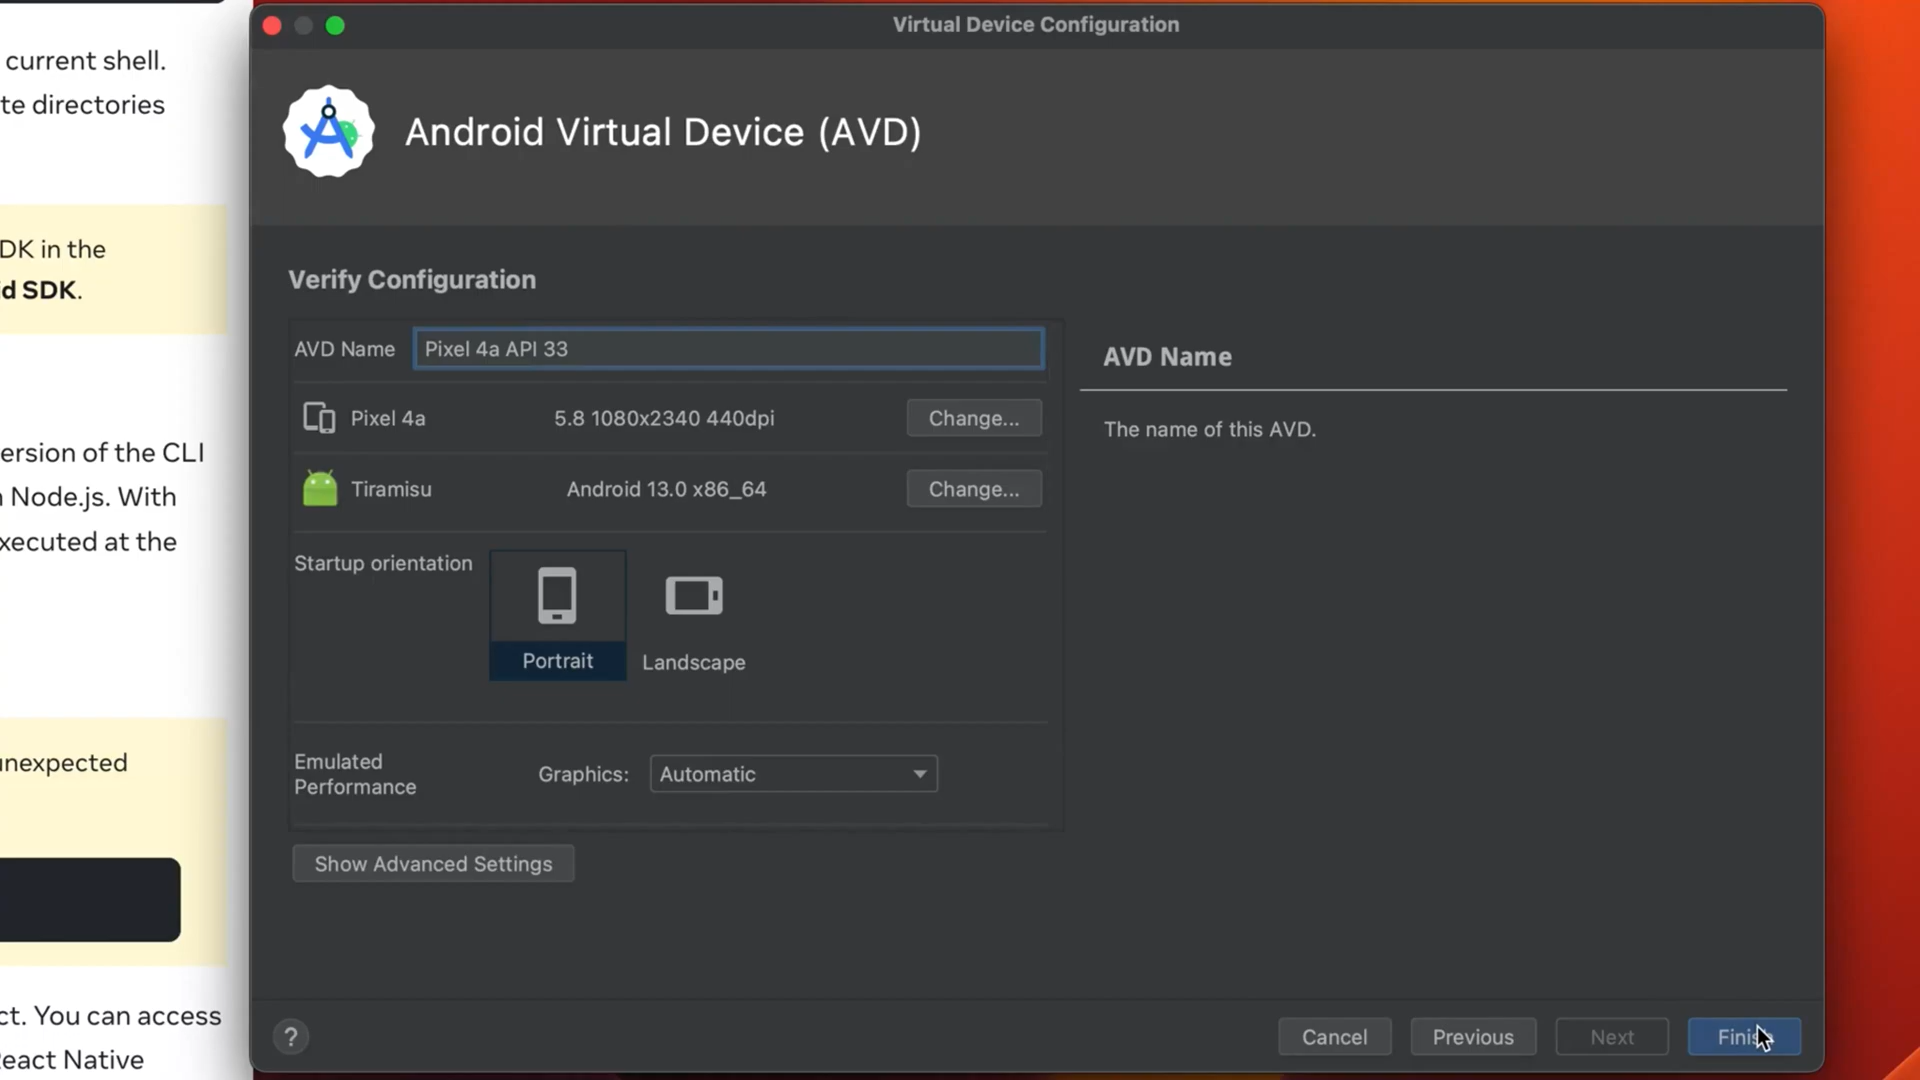 current shell.
te directories
DK in the
d SDK.
ersion of the CLI
Node.js. With
xecuted at the
unexpected
ct. You can access
React Native
Virtual Device Configuration
Android Virtual Device (AVD)
Verify Configuration
AVD Name Pixel 4a API 33
Pixel 4a 5.8 1080x2340 440dpi Change...
Tiramisu Android 13.0 x86_64 Change...
Startup orientation
Portrait Landscape
Emulated
Performance
Graphics: Automatic
Show Advanced Settings
AVD Name
The name of this AVD.
? Cancel Previous Next Finish